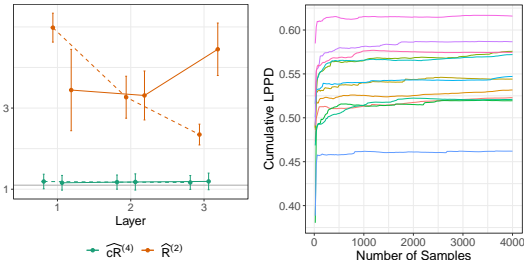 3
1
1
2
3
Layer
cR^(4) R^(2)
Cumulative LPPD
0.60
0.55
0.50
0.45
0.40
0 1000 2000 3000 4000
Number of Samples